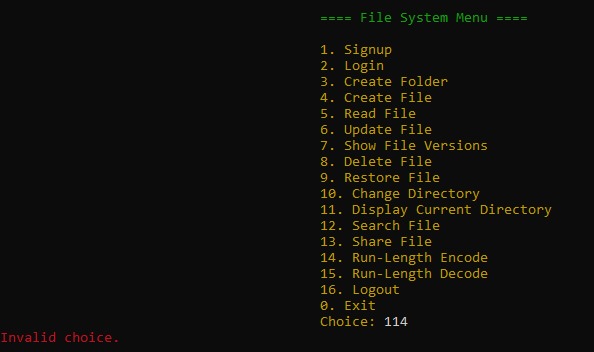 ==== File System Menu ====
1. Signup
2. Login
3. Create Folder
4. Create File
5. Read File
6. Update File
7. Show File Versions
8. Delete File
9. Restore File
10. Change Directory
11. Display Current Directory
12. Search File
13. Share File
14. Run-Length Encode
15. Run-Length Decode
16. Logout
0. Exit
Choice: 114
Invalid choice.